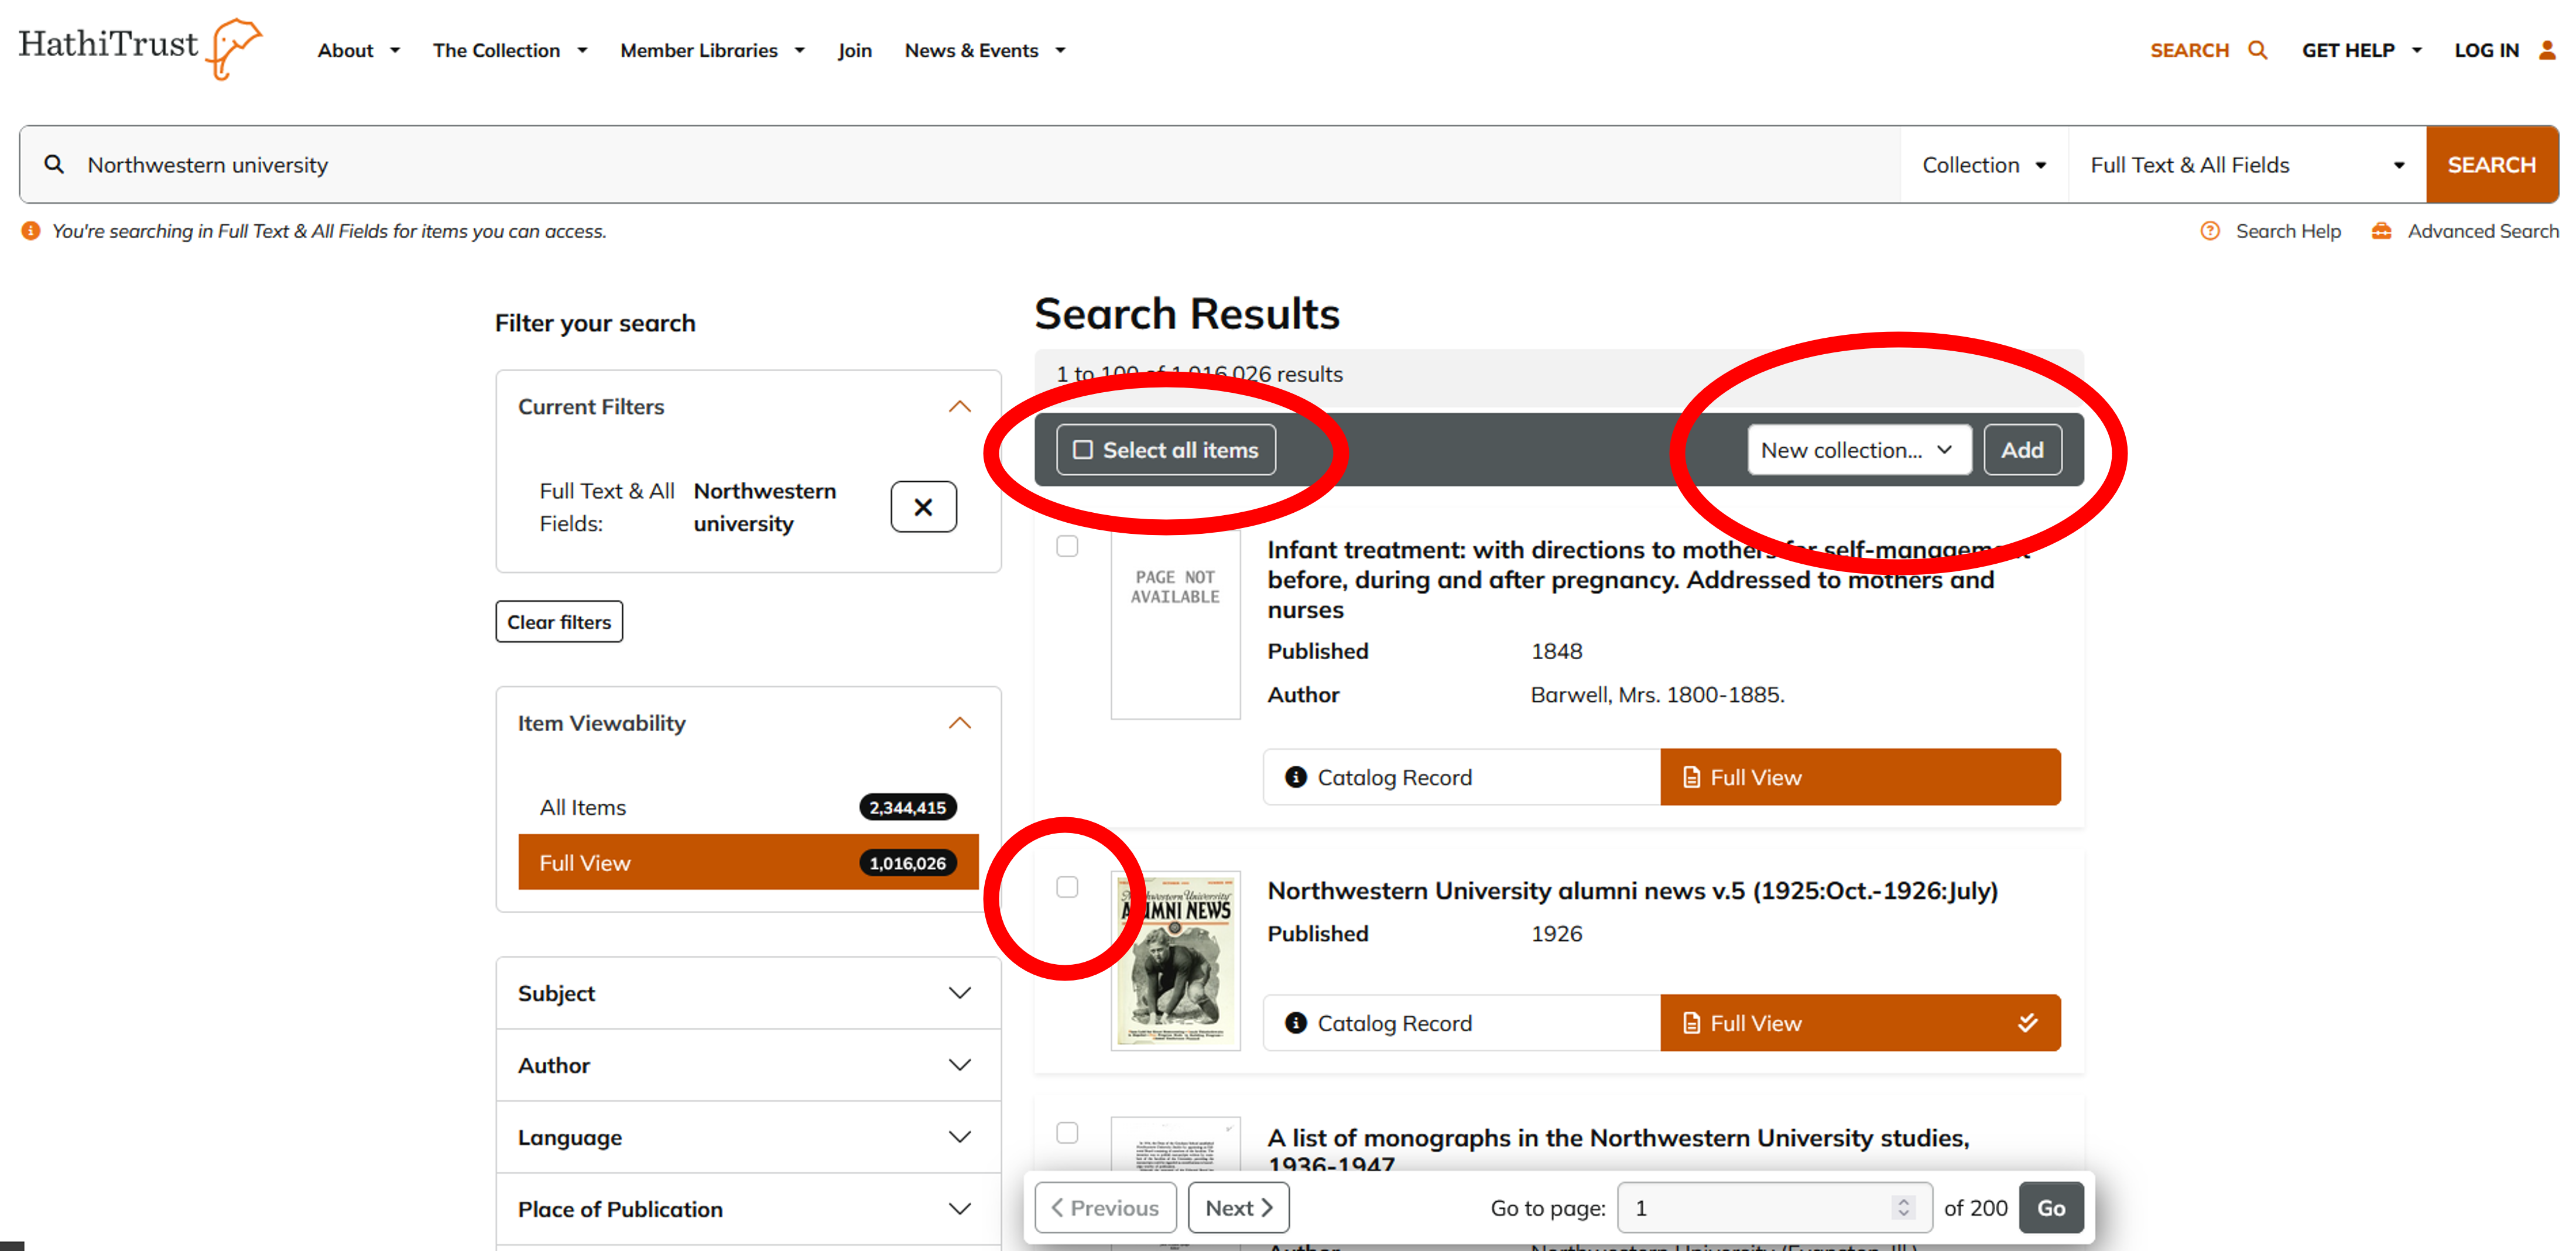 HathiTrust
About
The Collection
Member Libraries
Join
News & Events
SEARCH
GET HELP
LOG IN
Northwestern university
Collection
Full Text & All Fields
SEARCH
You're searching in Full Text & All Fields for items you can access.
Search Help
Advanced Search
Filter your search
Current Filters
Full Text & All Fields:
Northwestern university
Clear filters
Item Viewability
All Items 2,344,415
Full View 1,016,026
Subject
Author
Language
Place of Publication
Search Results
1 to 100 of 1,016,026 results
Select all items
New collection...
Add
PAGE NOT
AVAILABLE
Infant treatment: with directions to mothers for self-management
before, during and after pregnancy. Addressed to mothers and
nurses
Published 1848
Author Barwell, Mrs. 1800-1885.
Catalog Record
Full View
ALUMNI NEWS
Northwestern University alumni news v.5 (1925:Oct.-1926:July)
Published 1926
Catalog Record
Full View
A list of monographs in the Northwestern University studies,
1936-1947
Previous
Next
Go to page: 1 of 200
Go